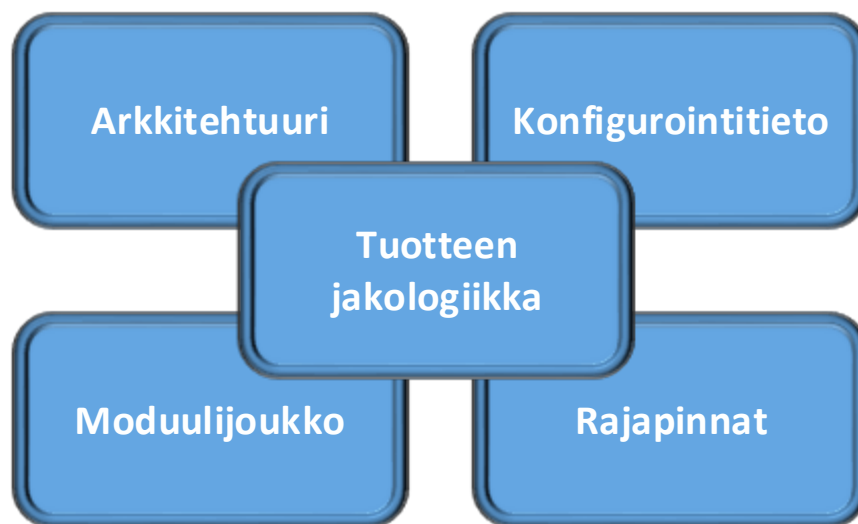 Arkkitehtuuri
Konfigurointitieto
Tuotteen
jakologiikka
Moduulijoukko
Rajapinnat